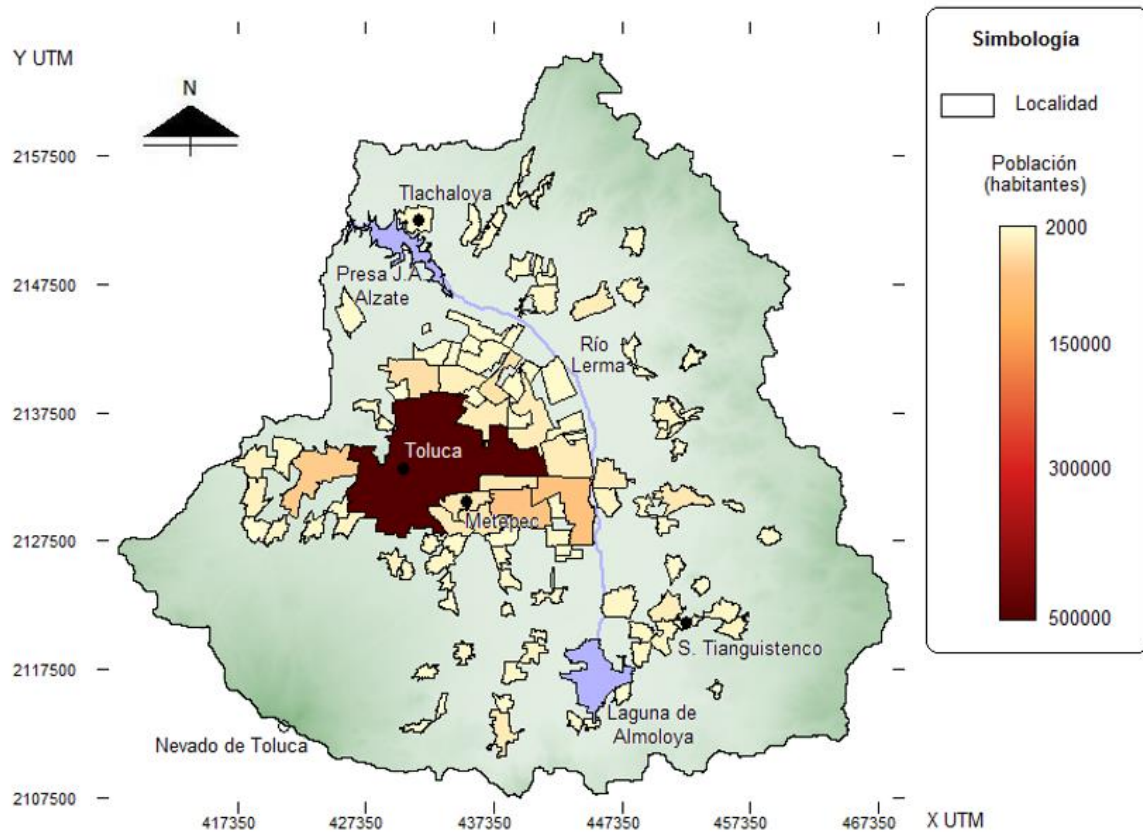 Y UTM
N
2157500
2147500
2137500
2127500
2117500
2107500
Tlachaloya
Presa J.A.
Alzate
Río
Lerma
Toluca
Metepec
S. Tianguistenco
Laguna de
Almoloya
Nevado de Toluca
417350
427350
437350
447350
457350
467350
X UTM
Simbología
Localidad
Población
(habitantes)
2000
150000
300000
500000